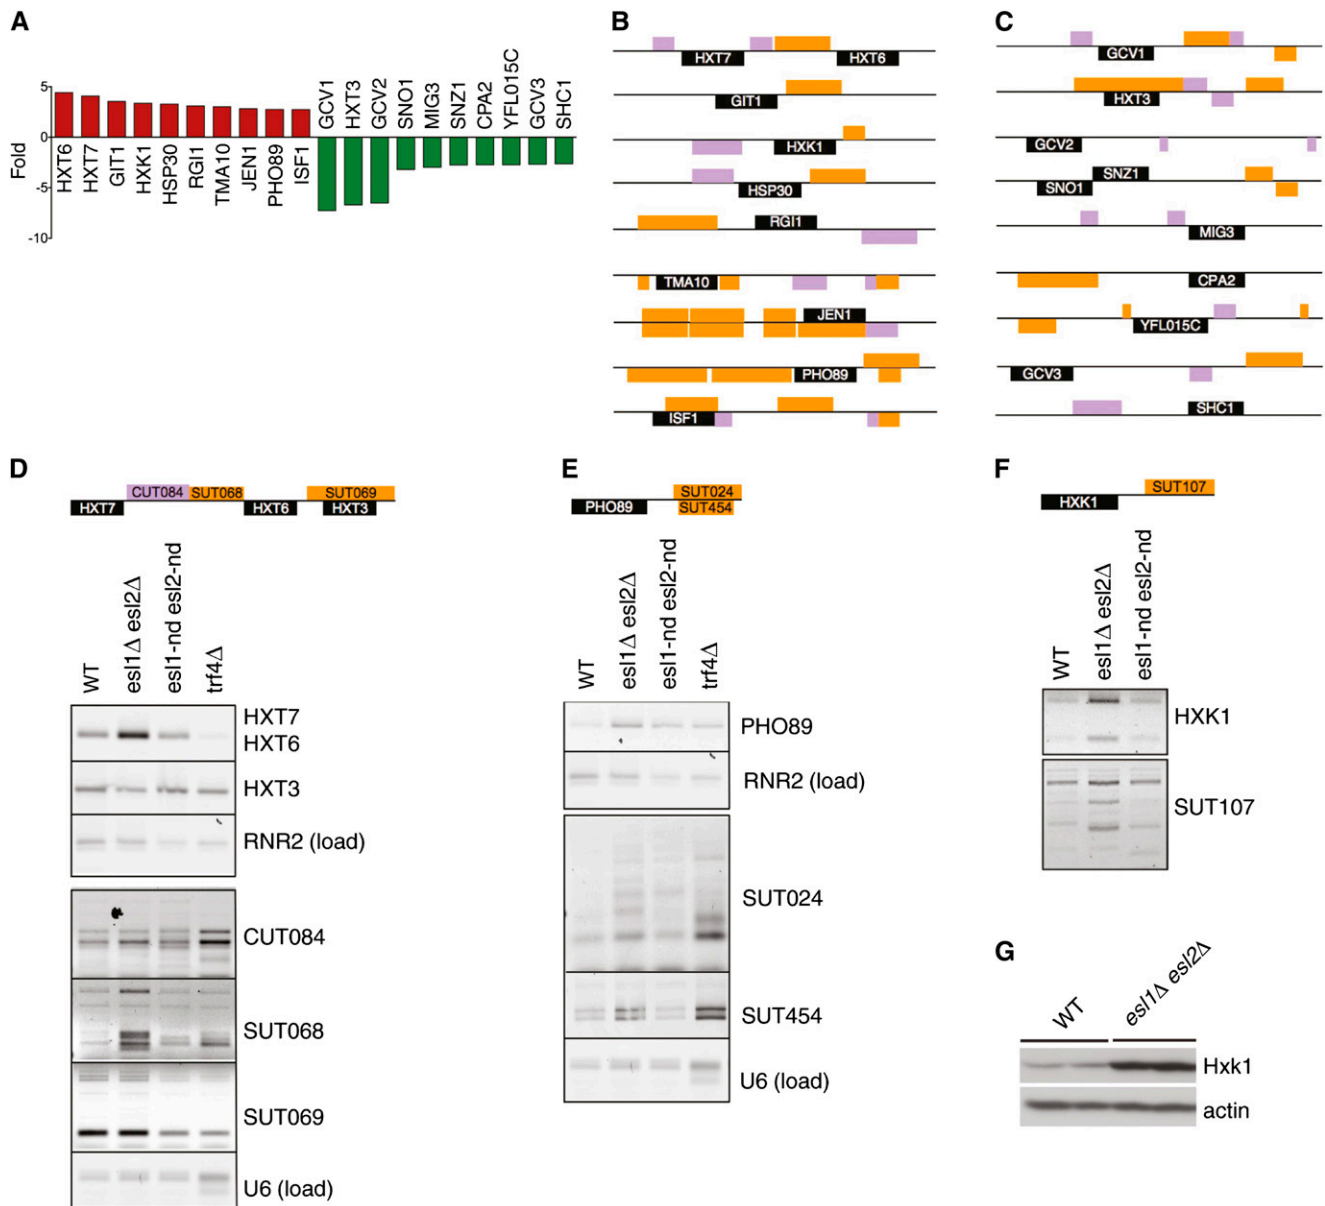 A
Fold
5
0
-5
-10
HXT6
HXT7
GIT1
HXK1
HSP30
RGI1
TMA10
JEN1
PHO89
ISF1
GCV1
HXT3
GCV2
SNO1
MIG3
SNZ1
CPA2
YFL015C
GCV3
SHC1
B
HXT7 HXT6
GIT1
HXK1
HSP30
RGI1
TMA10
JEN1
PHO89
ISF1
C
GCV1
HXT3
GCV2
SNZ1
SNO1
MIG3
CPA2
YFL015C
GCV3
SHC1
D
CUT084 SUT068 SUT069
HXT7 HXT6 HXT3
WT
esl1Δ esl2Δ
esl1-nd esl2-nd
trf4Δ
HXT7
HXT6
HXT3
RNR2 (load)
CUT084
SUT068
SUT069
U6 (load)
E
SUT024
PHO89 SUT454
WT
esl1Δ esl2Δ
esl1-nd esl2-nd
trf4Δ
PHO89
RNR2 (load)
SUT024
SUT454
U6 (load)
F
SUT107
HXK1
WT
esl1Δ esl2Δ
esl1-nd esl2-nd
HXK1
SUT107
G
WT
esl1Δ esl2Δ
Hxk1
actin